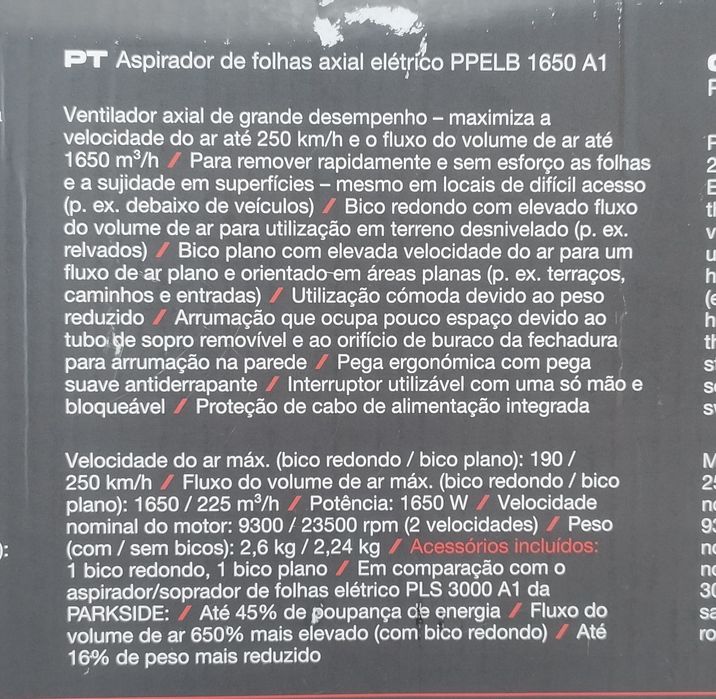 PT Aspirador de folhas axial elétrico PPELB 1650 A1
Ventilador axial de grande desempenho – maximiza a
velocidade do ar até 250 km/h e o fluxo do volume de ar até
1650 m³/h / Para remover rapidamente e sem esforço as folhas
e a sujidade em superfícies – mesmo em locais de difícil acesso
(p. ex. debaixo de veículos) / Bico redondo com elevado fluxo
do volume de ar para utilização em terreno desnivelado (p. ex.
relvados) / Bico plano com elevada velocidade do ar para um
fluxo de ar plano e orientado em áreas planas (p. ex. terraços,
caminhos e entradas) / Utilização cómoda devido ao peso
reduzido / Arrumação que ocupa pouco espaço devido ao
tubo de sopro removível e ao orifício de buraco da fechadura
para arrumação na parede / Pega ergonómica com pega
suave antiderrapante / Interruptor utilizável com uma só mão e
bloqueável / Proteção de cabo de alimentação integrada
Velocidade do ar máx. (bico redondo / bico plano): 190 /
250 km/h / Fluxo do volume de ar máx. (bico redondo / bico
plano): 1650 / 225 m³/h / Potência: 1650 W / Velocidade
nominal do motor: 9300 / 23500 rpm (2 velocidades) / Peso
(com / sem bicos): 2,6 kg / 2,24 kg / Acessórios incluídos:
1 bico redondo, 1 bico plano / Em comparação com o
aspirador/soprador de folhas elétrico PLS 3000 A1 da
PARKSIDE: / Até 45% de poupança de energia / Fluxo do
volume de ar 650% mais elevado (com bico redondo) / Até
16% de peso mais reduzido